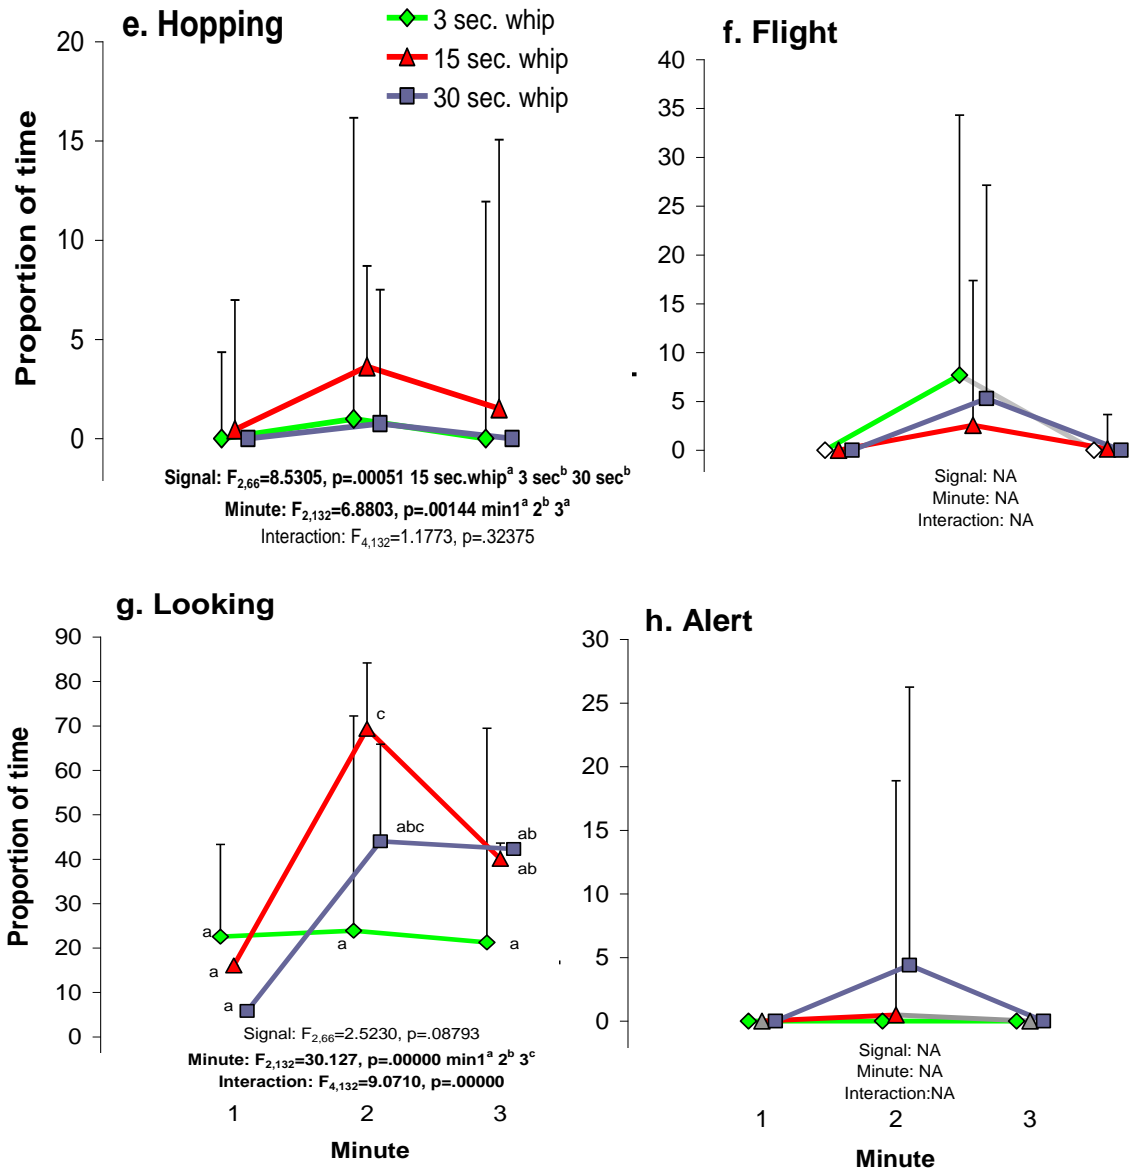 e. Hopping
3 sec. whip
15 sec. whip
30 sec. whip
Proportion of time
20
15
10
5
0
Signal: F2,66=8.5305, p=.00051 15 sec.whipᵃ 3 secᵇ 30 secᵇ
Minute: F2,132=6.8803, p=.00144 min1ᵃ 2ᵇ 3ᵃ
Interaction: F4,132=1.1773, p=.32375
f. Flight
40
35
30
25
20
15
10
5
0
Signal: NA
Minute: NA
Interaction: NA
g. Looking
Proportion of time
90
80
70
60
50
40
30
20
10
0
c
abc
ab
ab
a
a
a
a
a
Signal: F2,66=2.5230, p=.08793
Minute: F2,132=30.127, p=.00000 min1ᵃ 2ᵇ 3ᶜ
Interaction: F4,132=9.0710, p=.00000
1 2 3
Minute
h. Alert
30
25
20
15
10
5
0
Signal: NA
Minute: NA
Interaction:NA
1 2 3
Minute